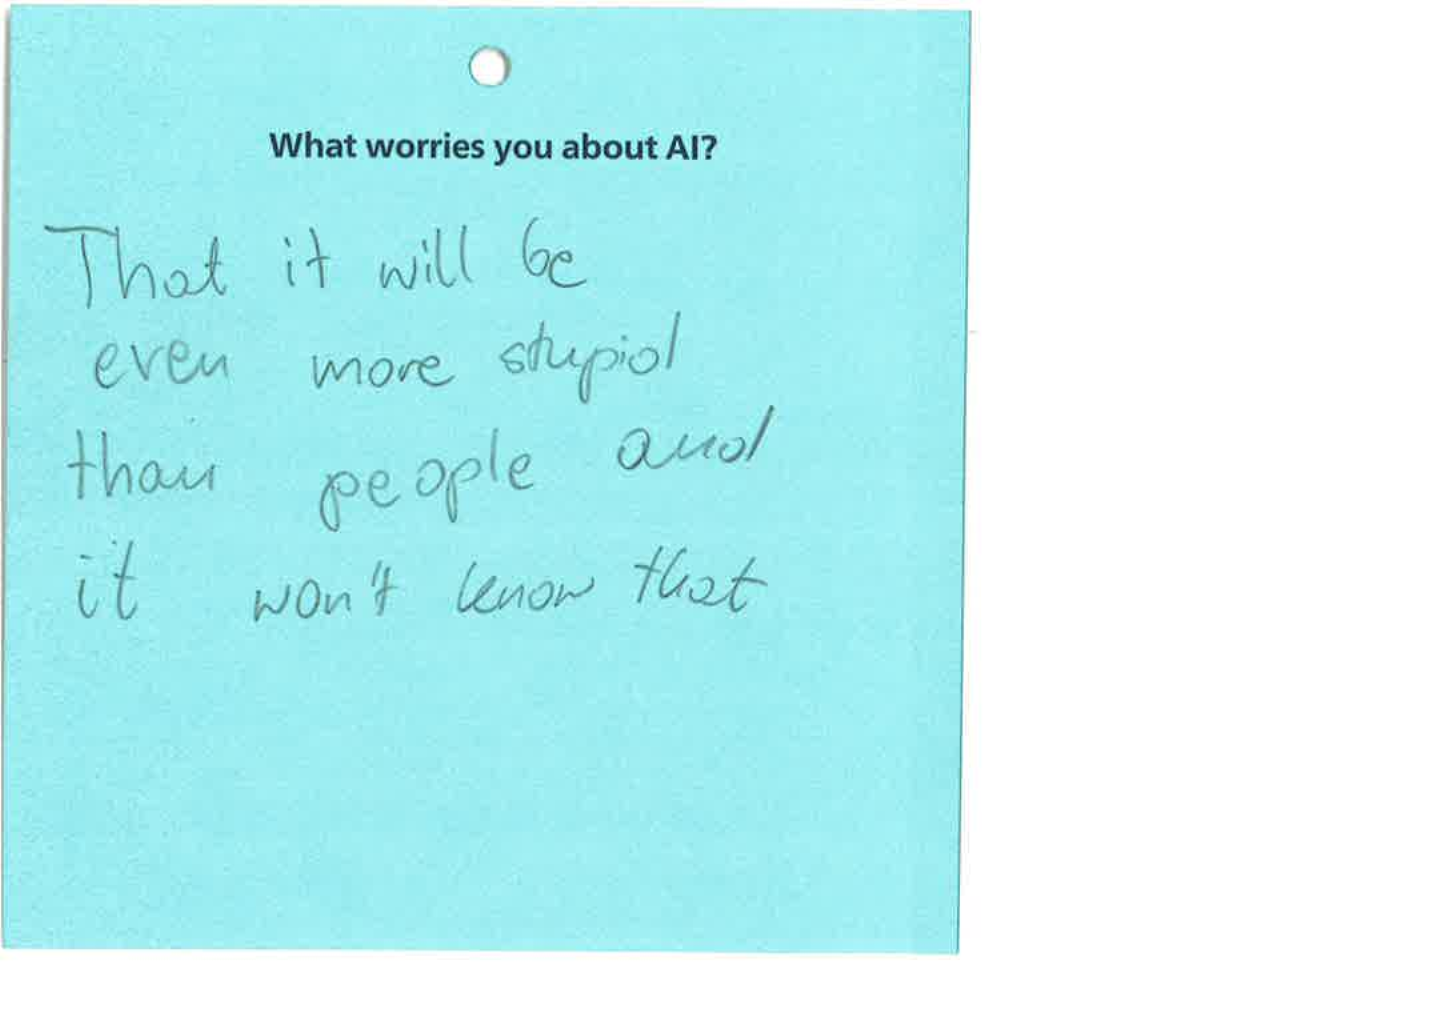 What worries you about AI?
That it will be
even more stupid
than people and
it won't know that